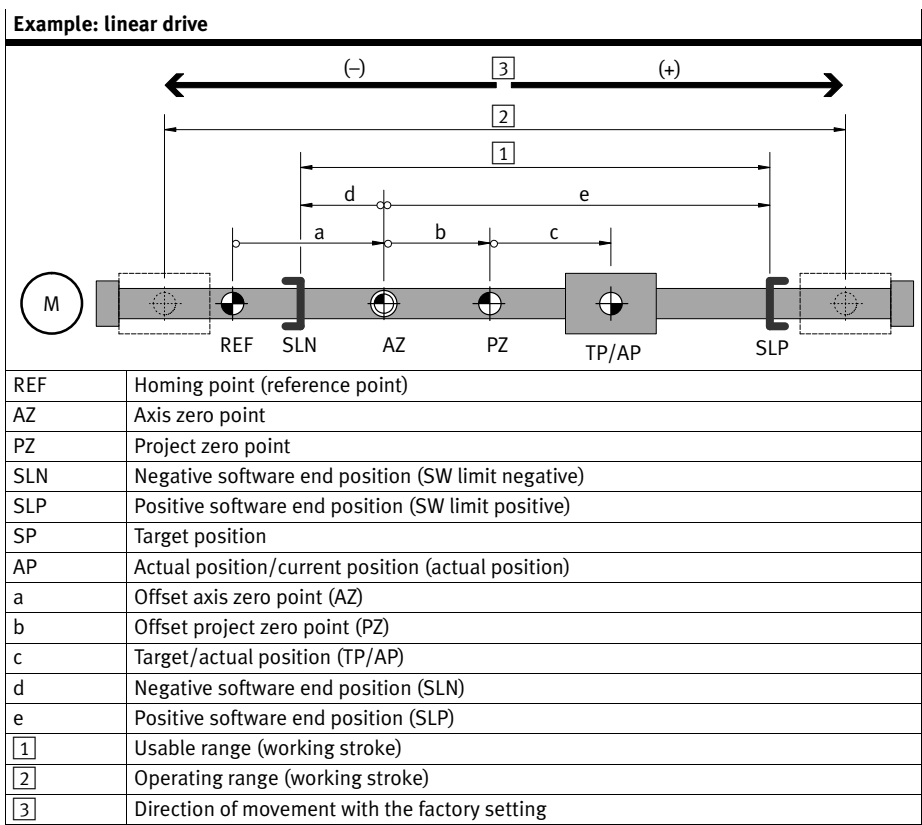 Example: linear drive
(–) 3 (+)
2
1
d e
a b c
M
REF SLN AZ PZ TP/AP SLP
REF Homing point (reference point)
AZ Axis zero point
PZ Project zero point
SLN Negative software end position (SW limit negative)
SLP Positive software end position (SW limit positive)
SP Target position
AP Actual position/current position (actual position)
a Offset axis zero point (AZ)
b Offset project zero point (PZ)
c Target/actual position (TP/AP)
d Negative software end position (SLN)
e Positive software end position (SLP)
1 Usable range (working stroke)
2 Operating range (working stroke)
3 Direction of movement with the factory setting